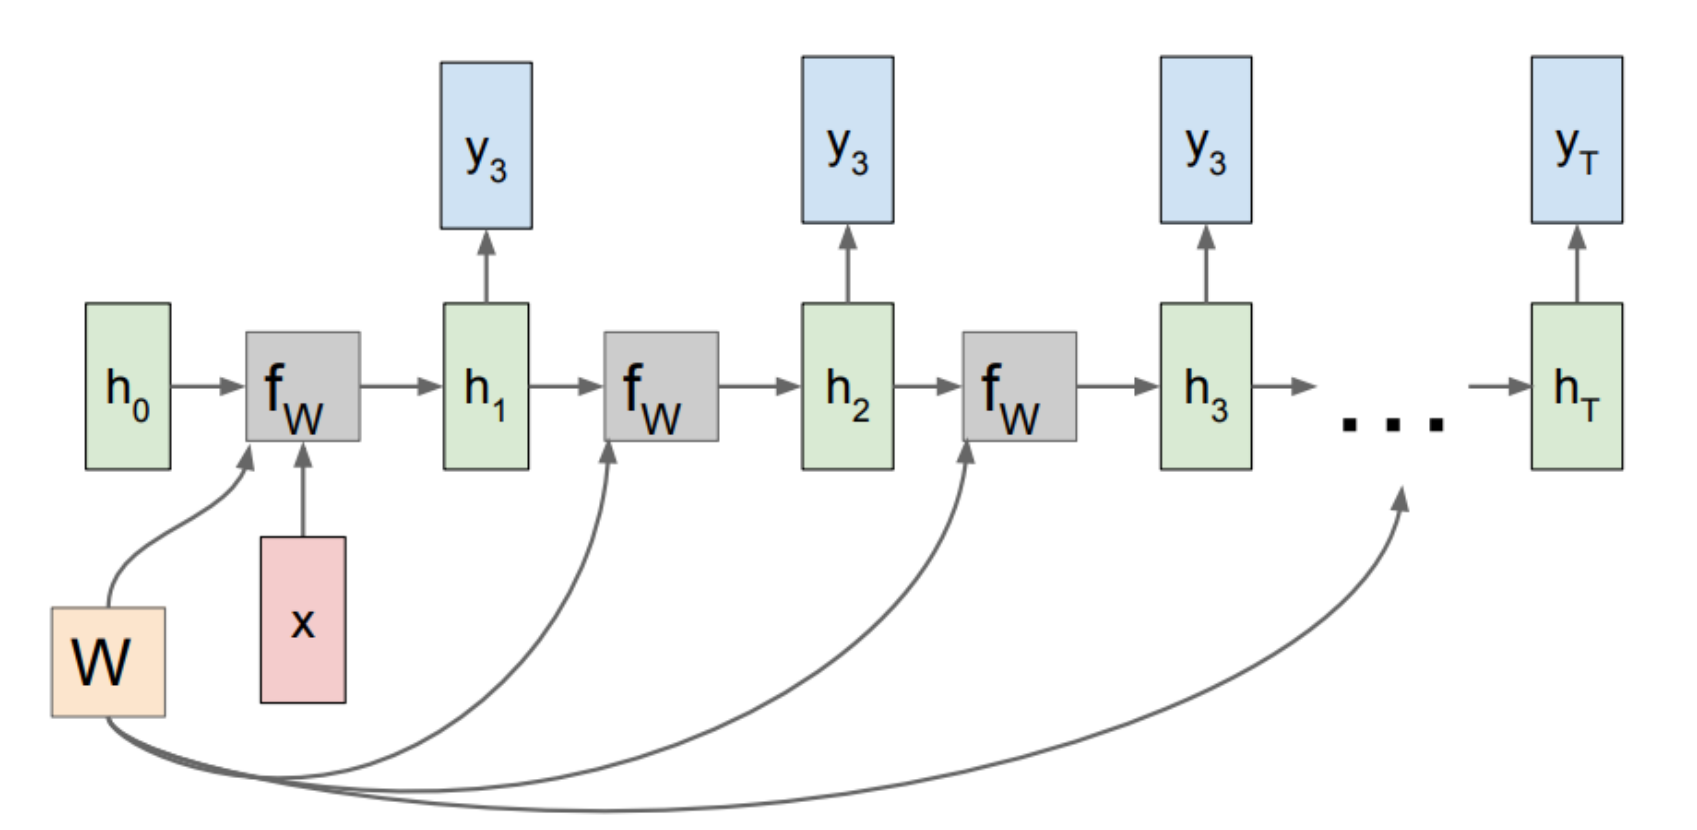 y3 y3 y3 yT
h0 fW h1 fW h2 fW h3 ... hT
x
W